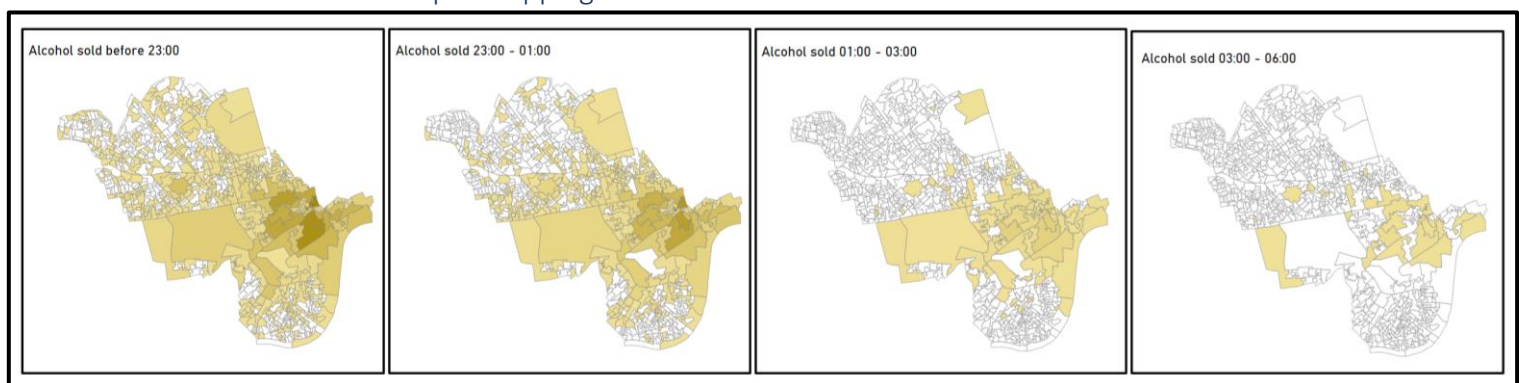 Alcohol sold before 23:00
Alcohol sold 23:00 - 01:00
Alcohol sold 01:00 - 03:00
Alcohol sold 03:00 - 06:00